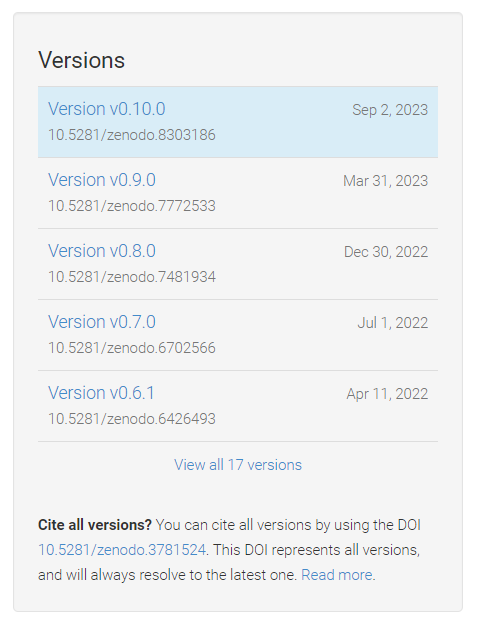 Versions
Version v0.10.0 Sep 2, 2023
10.5281/zenodo.8303186
Version v0.9.0 Mar 31, 2023
10.5281/zenodo.7772533
Version v0.8.0 Dec 30, 2022
10.5281/zenodo.7481934
Version v0.7.0 Jul 1, 2022
10.5281/zenodo.6702566
Version v0.6.1 Apr 11, 2022
10.5281/zenodo.6426493
View all 17 versions
Cite all versions? You can cite all versions by using the DOI
10.5281/zenodo.3781524. This DOI represents all versions,
and will always resolve to the latest one. Read more.